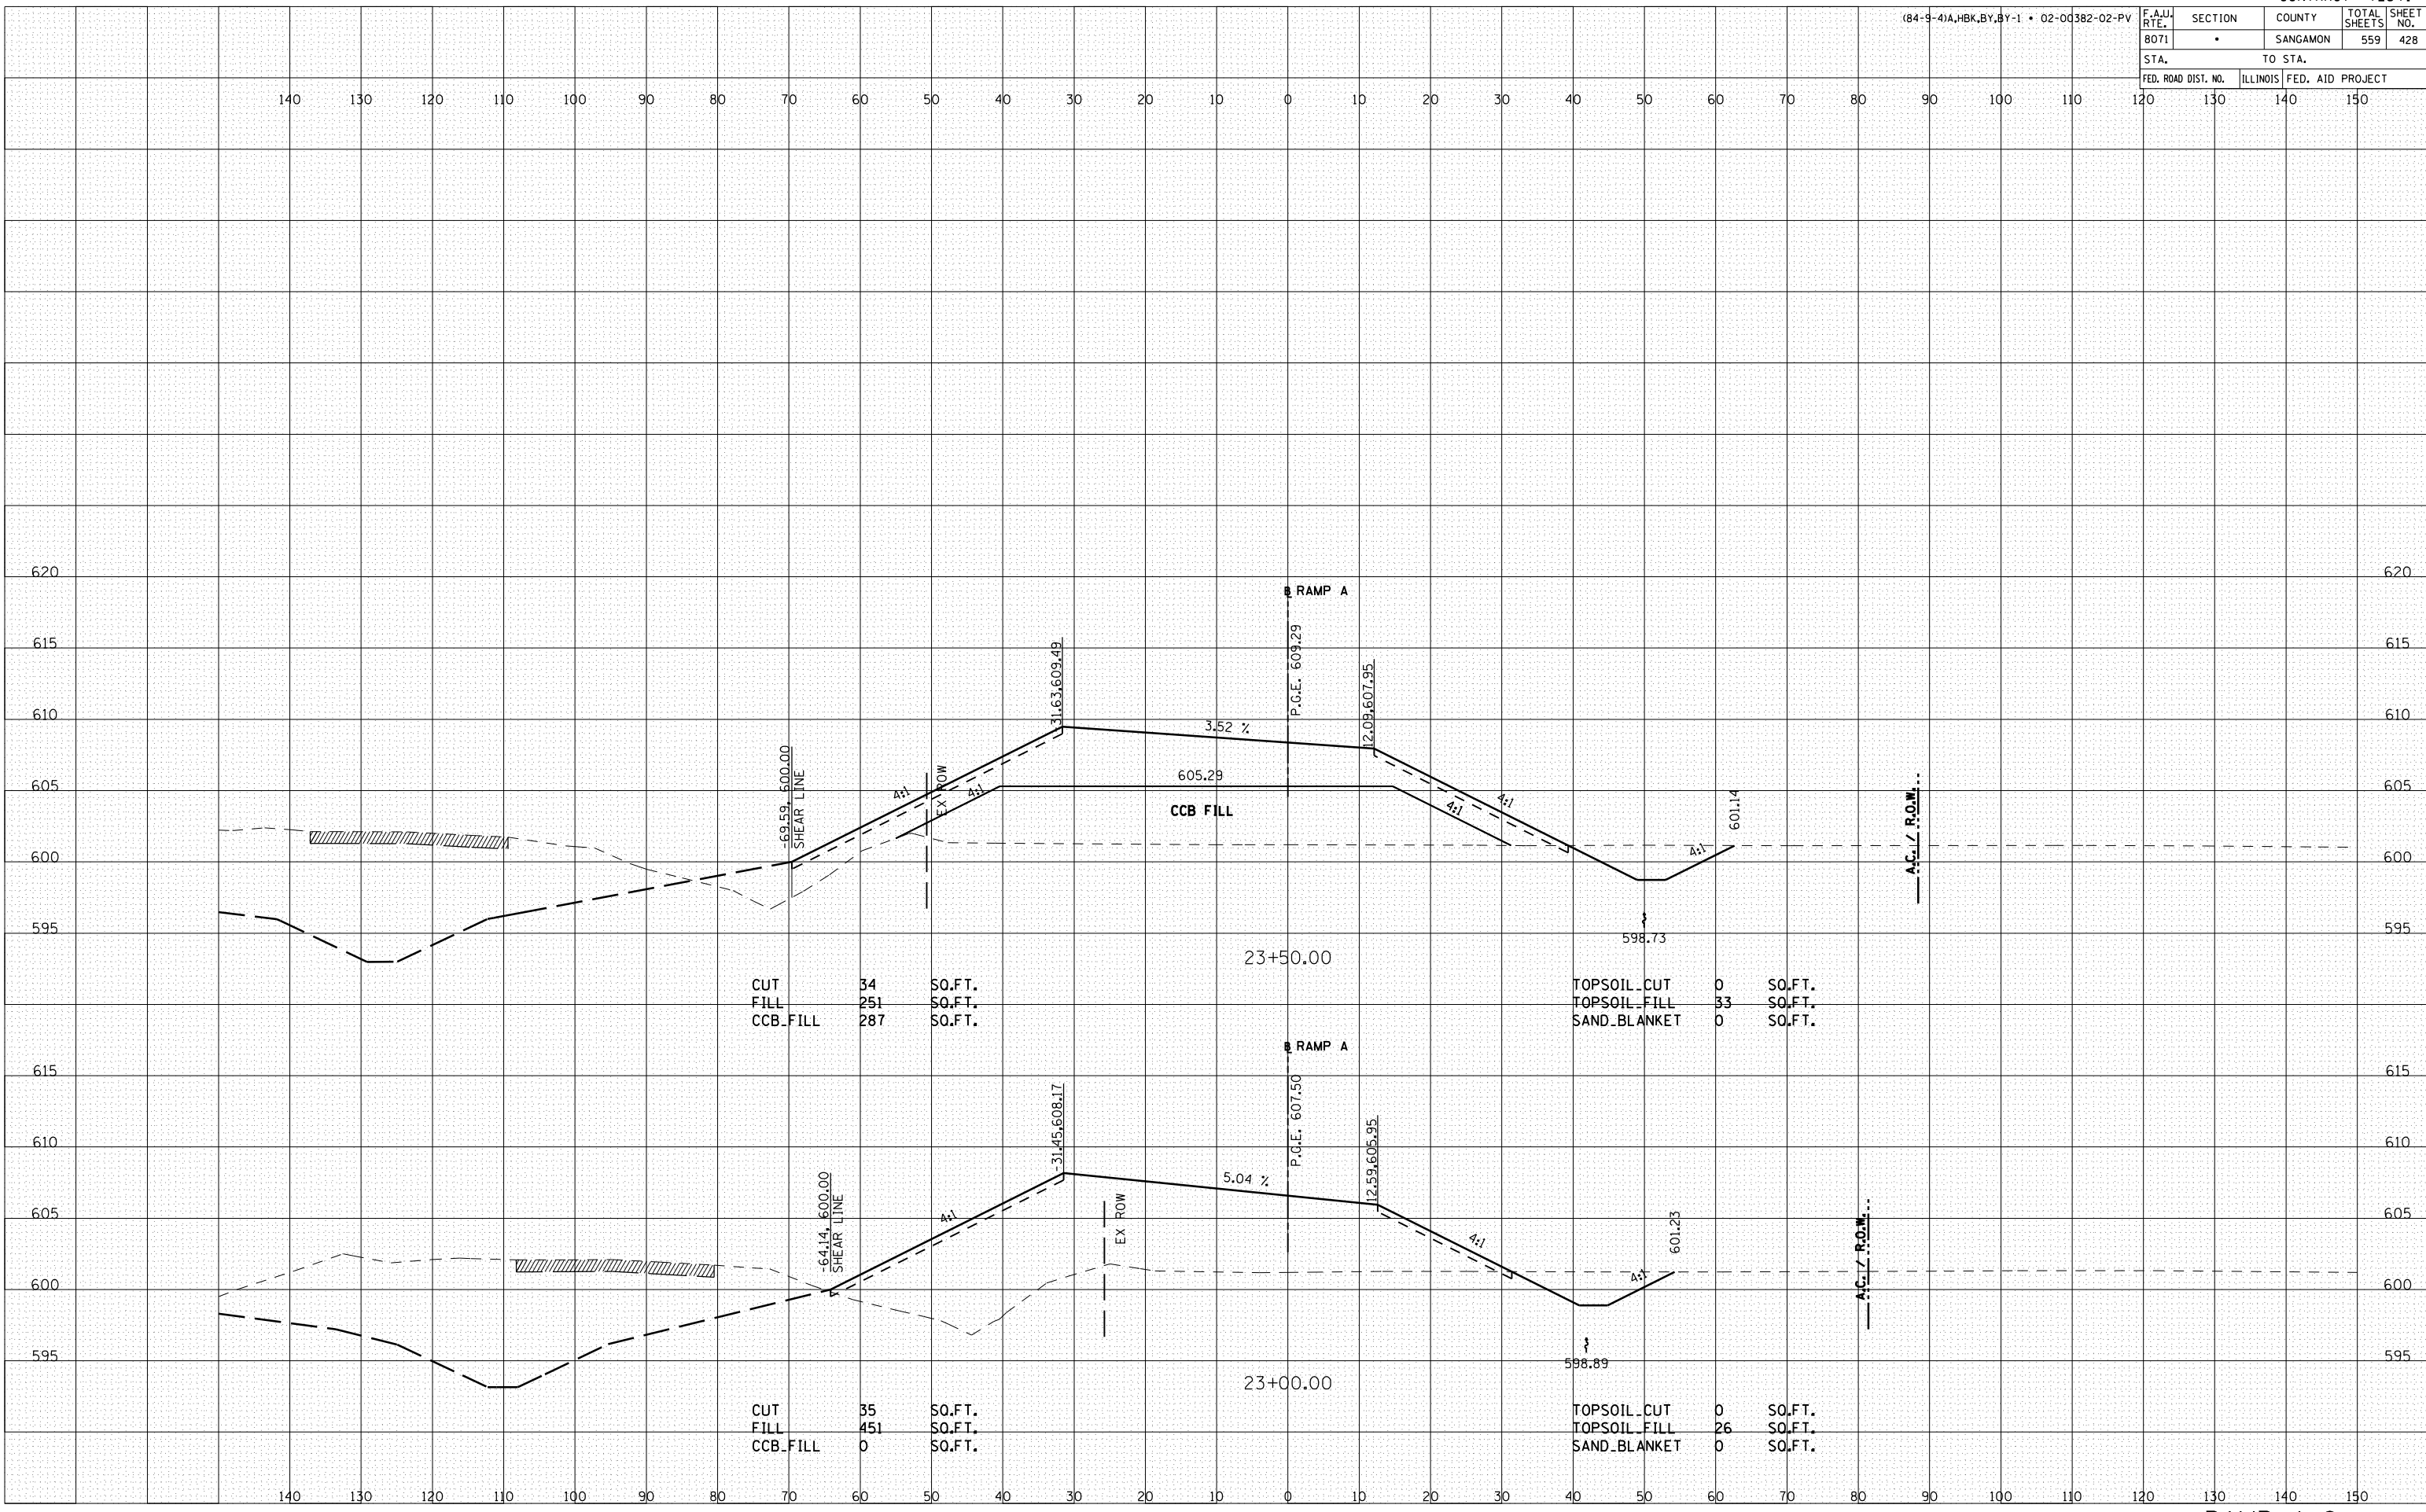 (84-9-4)A,HBK,BY,BY-1 • 02-00382-02-PV
F.A.U. RTE. SECTION COUNTY TOTAL SHEETS SHEET NO.
8071 • SANGAMON 559 428
STA. TO STA.
FED. ROAD DIST. NO. ILLINOIS FED. AID PROJECT
140 130 120 110 100 90 80 70 60 50 40 30 20 10 0 10 20 30 40 50 60 70 80 90 100 110 120 130 140 150
620 620
RAMP A
615 615
P.G.E. 609.29
-31.63,609.49
12.09,607.95
610 610
3.52 %
-69.59, 600.00
SHEAR LINE
605 605
4:1
EX ROW
4:1
605.29
CCB FILL
4:1
4:1
601.14
A.C. / R.O.W.
4:1
600 600
595 595
598.73
23+50.00
CUT 34 SQ.FT.
FILL 251 SQ.FT.
CCB_FILL 287 SQ.FT.
TOPSOIL_CUT 0 SQ.FT.
TOPSOIL_FILL 33 SQ.FT.
SAND_BLANKET 0 SQ.FT.
RAMP A
615 615
P.G.E. 607.50
-31.45,608.17
12.59,605.95
610 610
5.04 %
-64.14, 600.00
SHEAR LINE
605 605
4:1
EX ROW
4:1
601.23
A.C. / R.O.W.
4:1
600 600
595 595
598.89
23+00.00
CUT 35 SQ.FT.
FILL 451 SQ.FT.
CCB_FILL 0 SQ.FT.
TOPSOIL_CUT 0 SQ.FT.
TOPSOIL_FILL 26 SQ.FT.
SAND_BLANKET 0 SQ.FT.
140 130 120 110 100 90 80 70 60 50 40 30 20 10 0 10 20 30 40 50 60 70 80 90 100 110 120 130 140 150